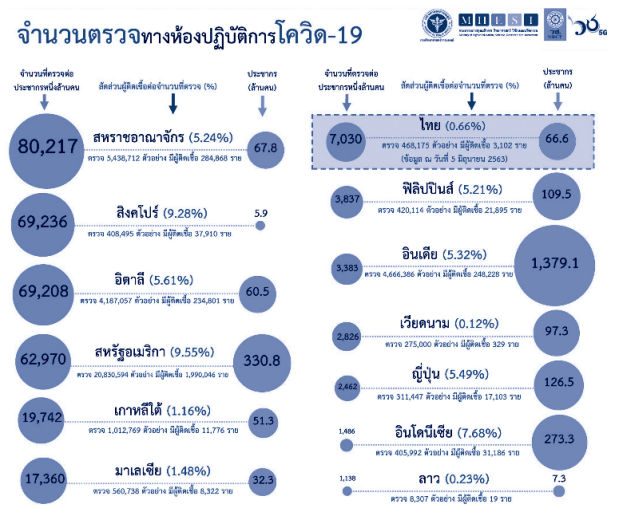 จำนวนตรวจทางห้องปฏิบัติการโควิด-19
MILSI
5G
จำนวนที่ตรวจต่อ
ประชากรหนึ่งล้านคน
สัดส่วนผู้ติดเชื้อต่อจำนวนที่ตรวจ (%)
ประชากร
(ล้านคน)
80,217
สหราชอาณาจักร (5.24%)
ตรวจ 5,438,712 ตัวอย่าง มีผู้ติดเชื้อ 284,868 ราย
67.8
69,236
สิงคโปร์ (9.28%)
ตรวจ 408,495 ตัวอย่าง มีผู้ติดเชื้อ 37,910 ราย
5.9
69,208
อิตาลี (5.61%)
ตรวจ 4,187,057 ตัวอย่าง มีผู้ติดเชื้อ 234,801 ราย
60.5
62,970
สหรัฐอเมริกา (9.55%)
ตรวจ 20,830,594 ตัวอย่าง มีผู้ติดเชื้อ 1,990,046 ราย
330.8
19,742
เกาหลีใต้ (1.16%)
ตรวจ 1,012,769 ตัวอย่าง มีผู้ติดเชื้อ 11,776 ราย
51.3
17,360
มาเลเซีย (1.48%)
ตรวจ 560,738 ตัวอย่าง มีผู้ติดเชื้อ 8,322 ราย
32.3
จำนวนที่ตรวจต่อ
ประชากรหนึ่งล้านคน
สัดส่วนผู้ติดเชื้อต่อจำนวนที่ตรวจ (%)
ประชากร
(ล้านคน)
7,030
ไทย (0.66%)
ตรวจ 468,175 ตัวอย่าง มีผู้ติดเชื้อ 3,102 ราย
(ข้อมูล ณ วันที่ 5 มิถุนายน 2563)
66.6
3,837
ฟิลิปปินส์ (5.21%)
ตรวจ 420,114 ตัวอย่าง มีผู้ติดเชื้อ 21,895 ราย
109.5
3,383
อินเดีย (5.32%)
ตรวจ 4,666,386 ตัวอย่าง มีผู้ติดเชื้อ 248,228 ราย
1,379.1
2,826
เวียดนาม (0.12%)
ตรวจ 275,000 ตัวอย่าง มีผู้ติดเชื้อ 329 ราย
97.3
2,462
ญี่ปุ่น (5.49%)
ตรวจ 311,447 ตัวอย่าง มีผู้ติดเชื้อ 17,103 ราย
126.5
1,486
อินโดนีเซีย (7.68%)
ตรวจ 405,992 ตัวอย่าง มีผู้ติดเชื้อ 31,186 ราย
273.3
1,138
ลาว (0.23%)
ตรวจ 8,307 ตัวอย่าง มีผู้ติดเชื้อ 19 ราย
7.3